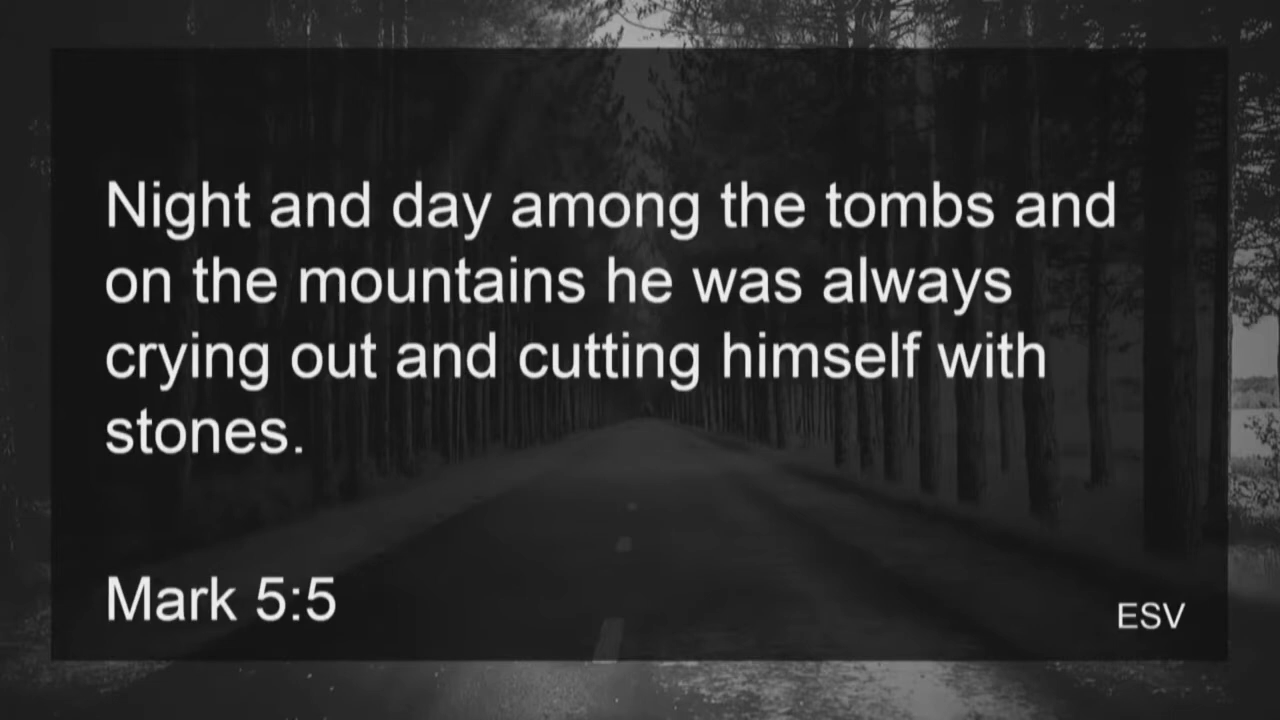 Night and day among the tombs and
on the mountains he was always
crying out and cutting himself with
stones.
Mark 5:5
ESV